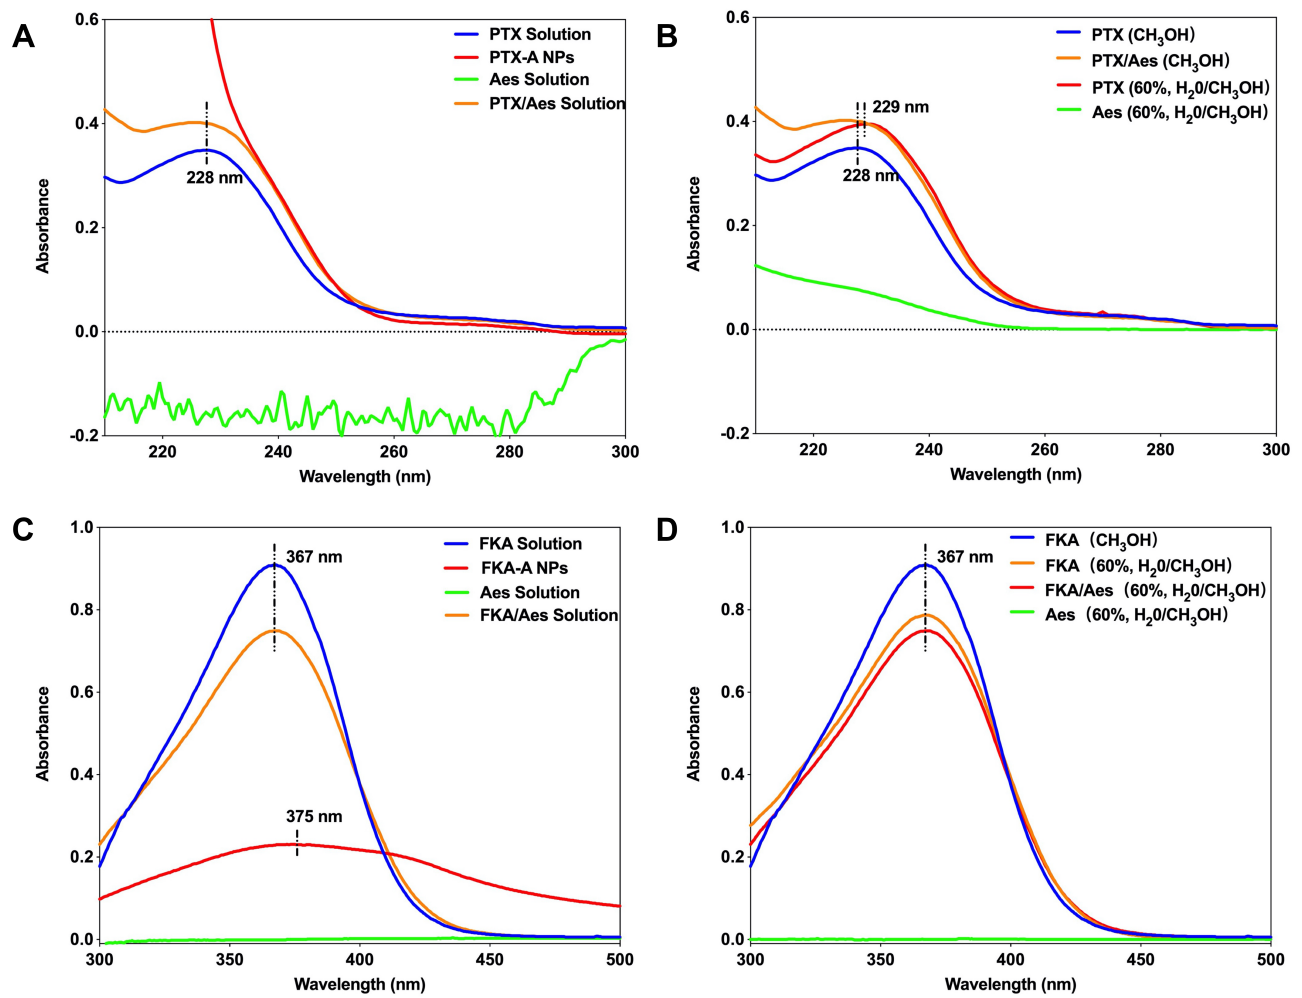 A
0.6
0.4
0.2
0.0
-0.2
Absorbance
220
240
260
280
300
Wavelength (nm)
PTX Solution
PTX-A NPs
Aes Solution
PTX/Aes Solution
228 nm
B
0.6
0.4
0.2
0.0
-0.2
Absorbance
220
240
260
280
300
Wavelength (nm)
PTX (CH3OH)
PTX/Aes (CH3OH)
PTX (60%, H20/CH3OH)
Aes (60%, H20/CH3OH)
229 nm
228 nm
C
1.0
0.8
0.6
0.4
0.2
0.0
Absorbance
300
350
400
450
500
Wavelength (nm)
FKA Solution
FKA-A NPs
Aes Solution
FKA/Aes Solution
367 nm
375 nm
D
1.0
0.8
0.6
0.4
0.2
0.0
Absorbance
300
350
400
450
500
Wavelength (nm)
FKA (CH3OH)
FKA (60%, H20/CH3OH)
FKA/Aes (60%, H20/CH3OH)
Aes (60%, H20/CH3OH)
367 nm